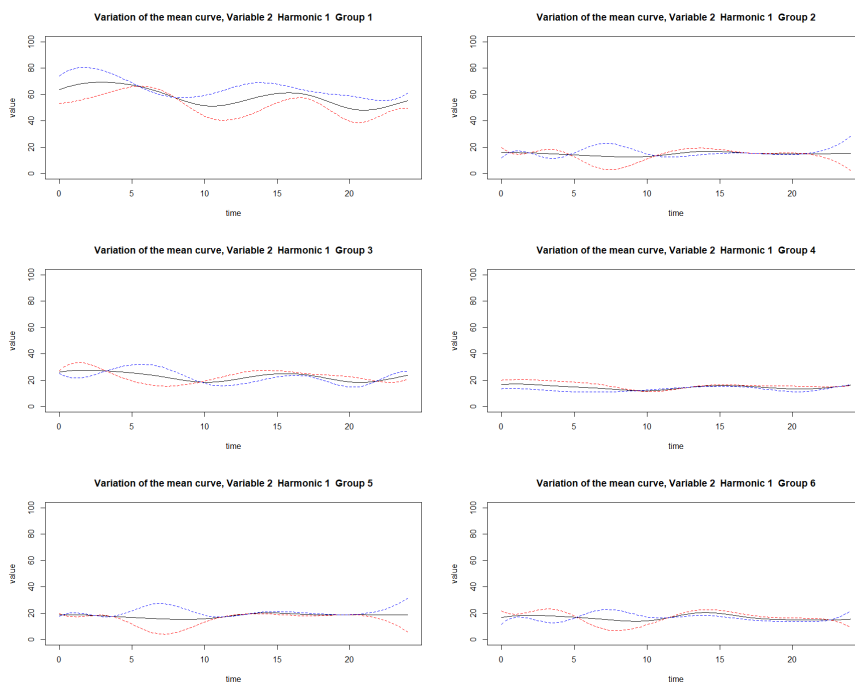 Variation of the mean curve, Variable 2 Harmonic 1 Group 1
value
0 20 40 60 80 100
0 5 10 15 20
time
Variation of the mean curve, Variable 2 Harmonic 1 Group 2
value
0 20 40 60 80 100
0 5 10 15 20
time
Variation of the mean curve, Variable 2 Harmonic 1 Group 3
value
0 20 40 60 80 100
0 5 10 15 20
time
Variation of the mean curve, Variable 2 Harmonic 1 Group 4
value
0 20 40 60 80 100
0 5 10 15 20
time
Variation of the mean curve, Variable 2 Harmonic 1 Group 5
value
0 20 40 60 80 100
0 5 10 15 20
time
Variation of the mean curve, Variable 2 Harmonic 1 Group 6
value
0 20 40 60 80 100
0 5 10 15 20
time